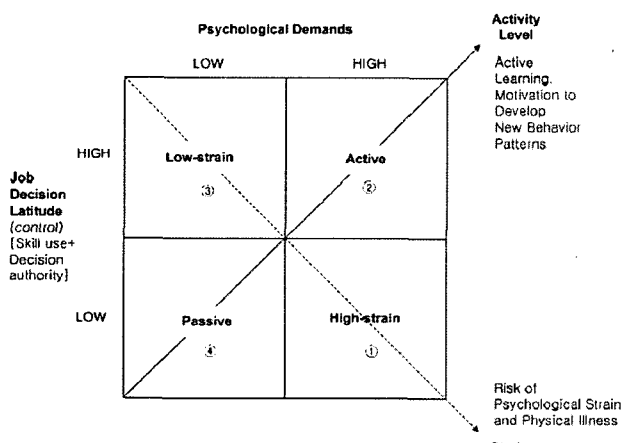 Psychological Demands
LOW
HIGH
Activity
Level
Active
Learning.
Motivation to
Develop
New Behavior
Patterns
HIGH
Job
Decision
Latitude
(control)
{Skill use+
Decision
authority}
LOW
Low-strain
③
Active
②
Passive
④
High-strain
①
Risk of
Psychological Strain
and Physical Illness